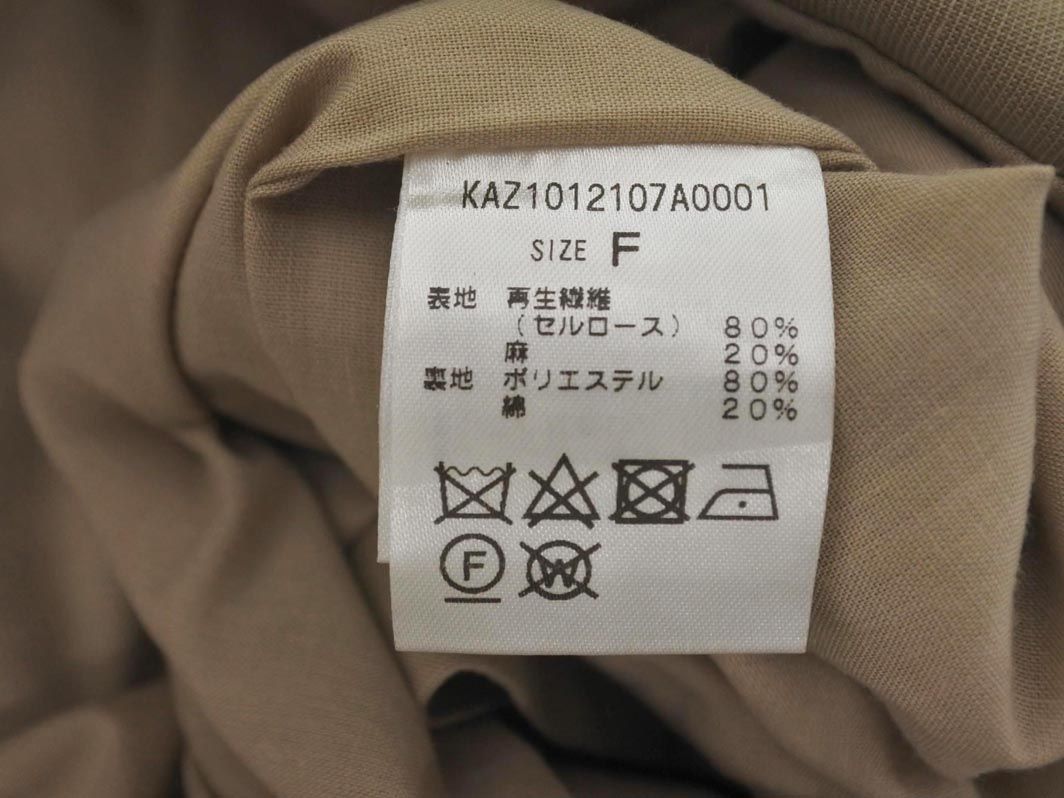 KAZ1012107A0001
SIZE F
表地 再生繊維
(セルロース) 80%
麻 20%
裏地 ポリエステル 80%
綿 20%
F
W